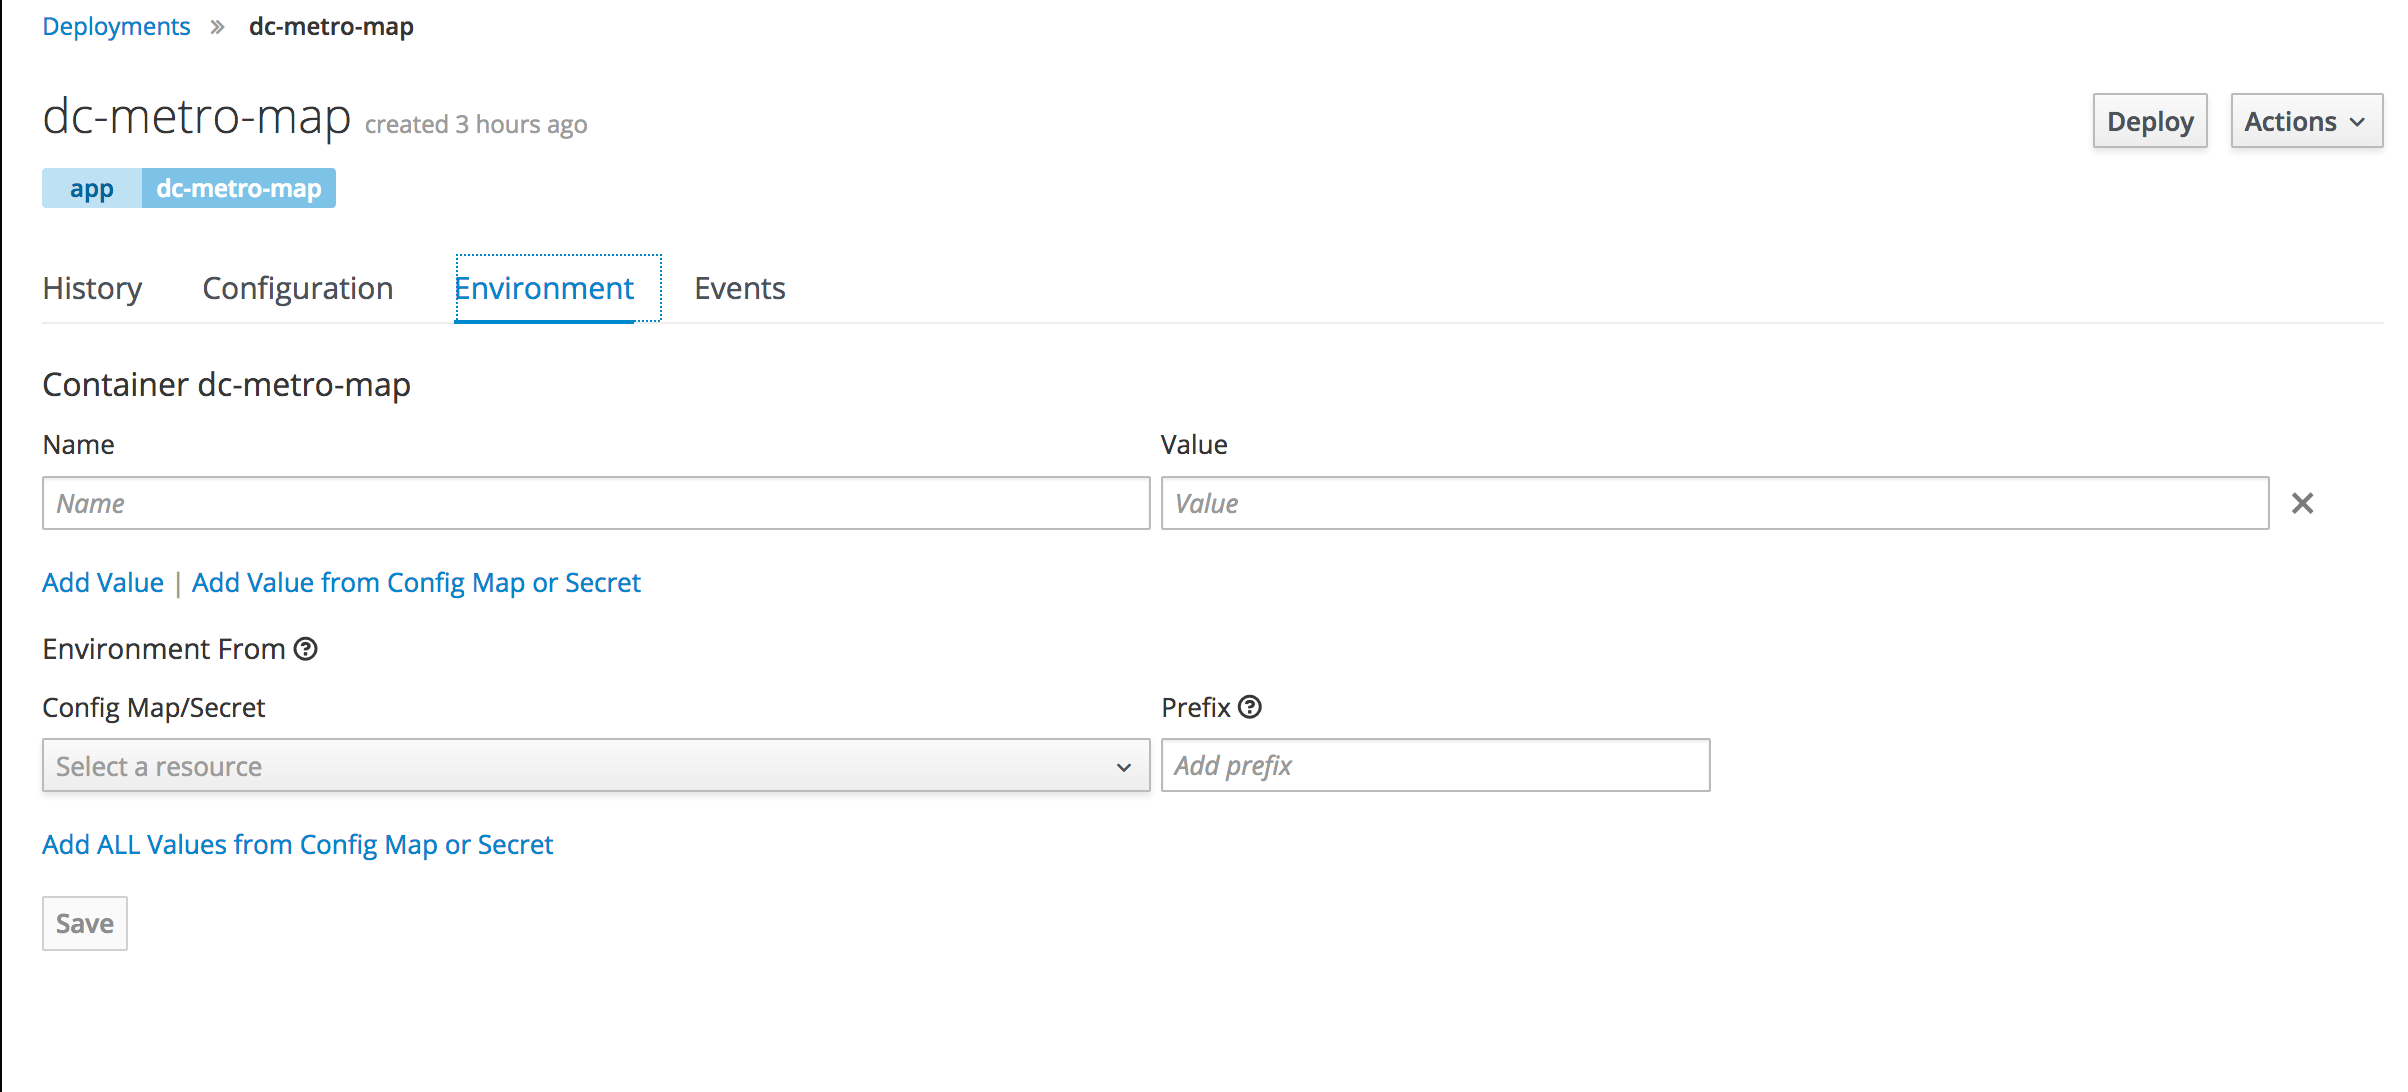 Deployments » dc-metro-map
dc-metro-map created 3 hours ago
Deploy Actions
app dc-metro-map
History Configuration Environment Events
Container dc-metro-map
Name Value
Name Value
Add Value | Add Value from Config Map or Secret
Environment From
Config Map/Secret Prefix
Select a resource Add prefix
Add ALL Values from Config Map or Secret
Save